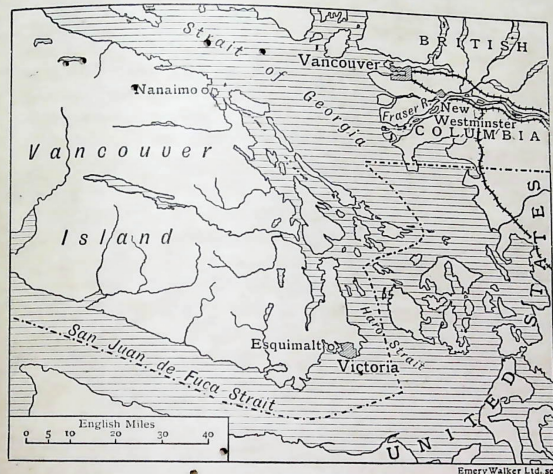 Strait of Georgia
BRITISH
COLUMBIA
Vancouver
Nanaimo
Fraser R.
New
Westminster
Vancouver
Island
Haro Strait
Esquimalt
Victoria
San Juan de Fuca Strait
UNITED STATES
English Miles
0 5 10 20 30 40
Emery Walker Ltd. sc.